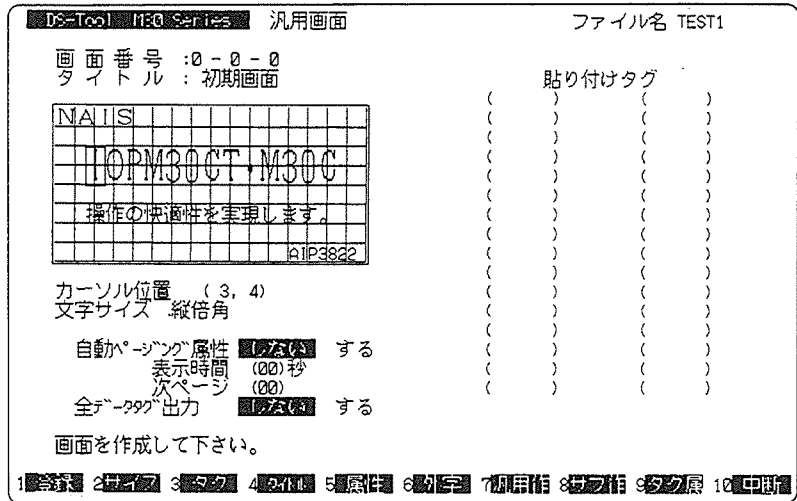 DS-Tool M30 Series 汎用画面 ファイル名 TEST1
画面番号 :0 - 0 - 0
タイトル : 初期画面
貼り付けタグ
NAIS
IOPM30CT・M30C
操作の快適性を実現します。
AIP3822
カーソル位置 ( 3, 4)
文字サイズ 縦倍角
自動ページング属性 しない する
表示時間 (00)秒
次ページ (00)
全データタグ出力 しない する
画面を作成して下さい。
1 登録 2サイズ 3 タグ 4 タイトル 5 属性 6 外字 7汎用作 8サブ作 9タグ属 10 中断